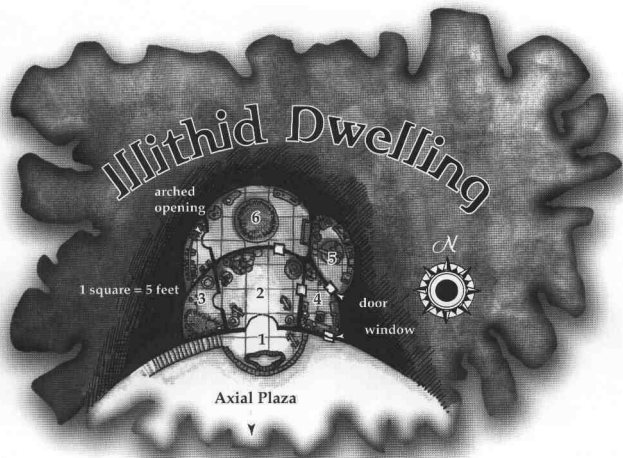 Illithid Dwelling
arched
opening
N
6
5
1 square = 5 feet
3
2
4
door
window
1
Axial Plaza